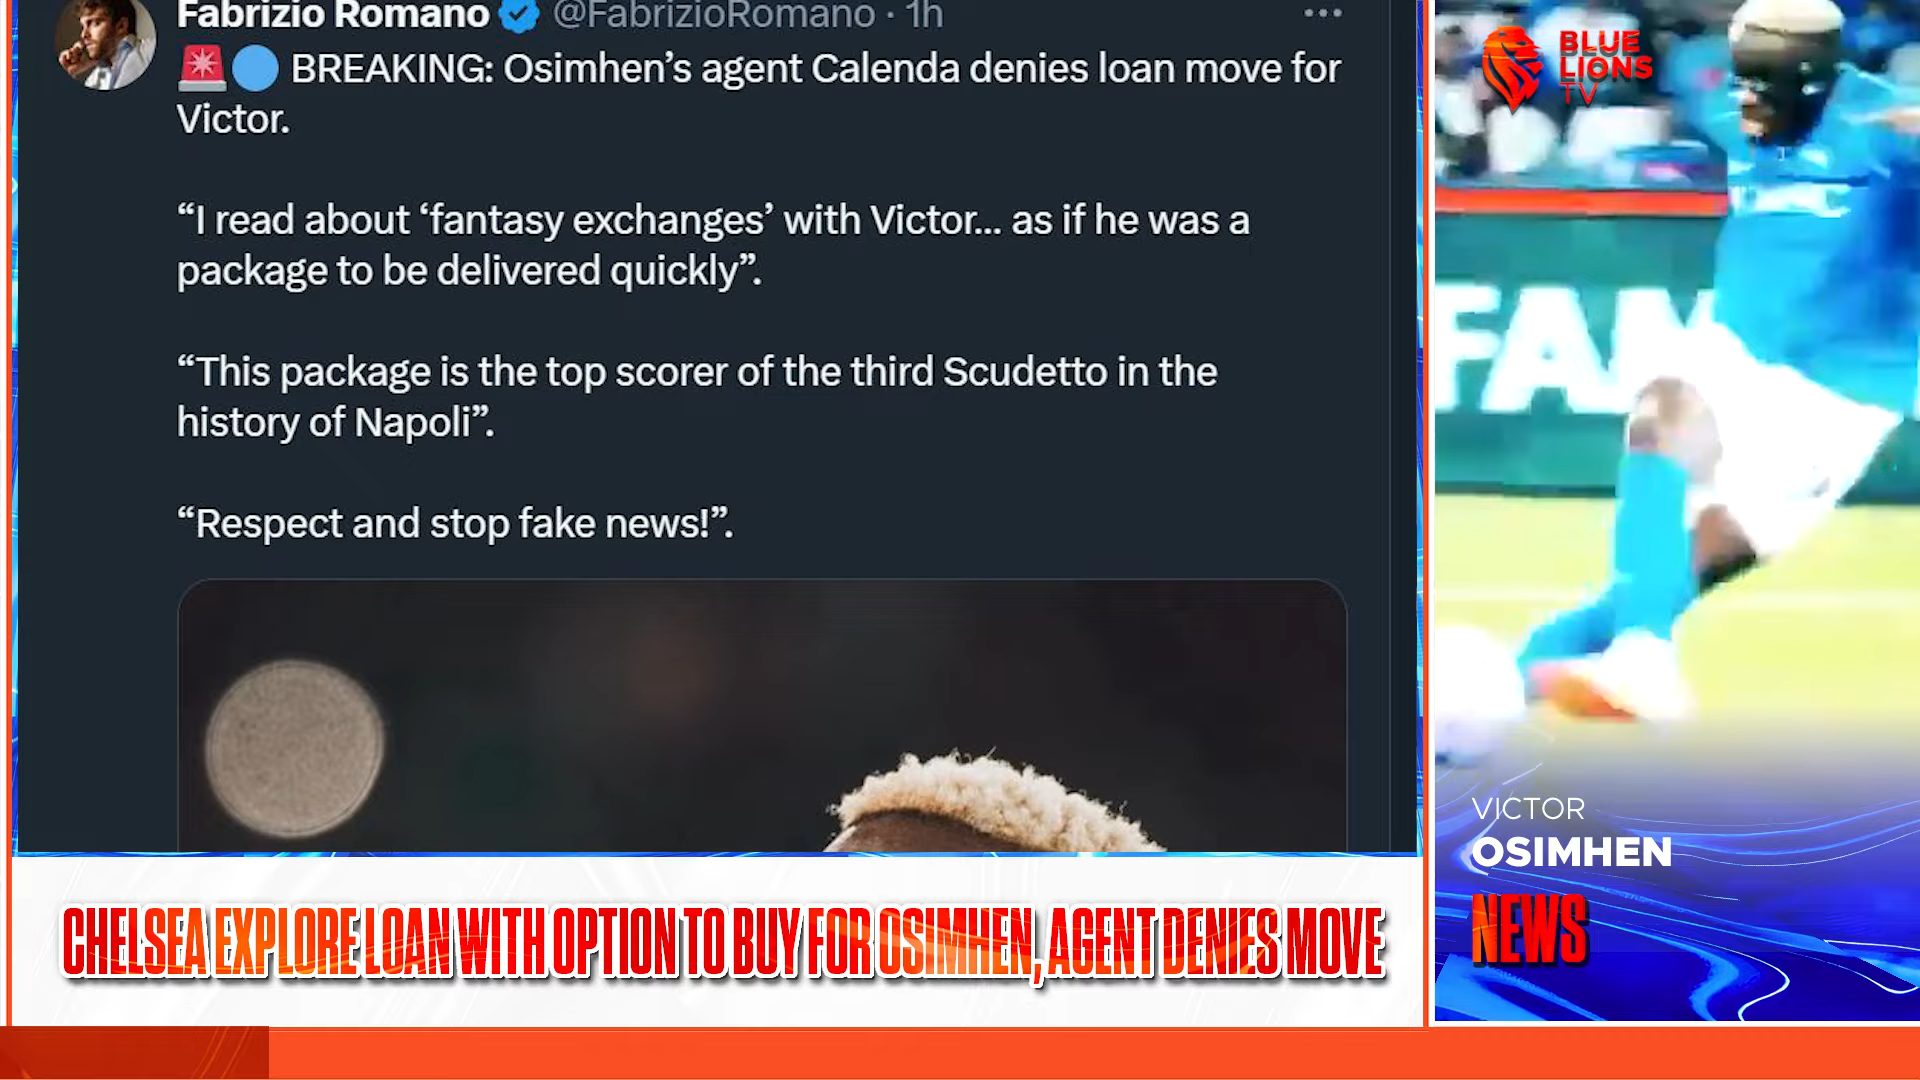 Fabrizio Romano @FabrizioRomano · 1h
BREAKING: Osimhen’s agent Calenda denies loan move for
Victor.
“I read about ‘fantasy exchanges’ with Victor... as if he was a
package to be delivered quickly”.
“This package is the top scorer of the third Scudetto in the
history of Napoli”.
“Respect and stop fake news!”.
CHELSEA EXPLORE LOAN WITH OPTION TO BUY FOR OSIMHEN, AGENT DENIES MOVE
BLUE
LIONS
TV
FAM
VICTOR
OSIMHEN
NEWS